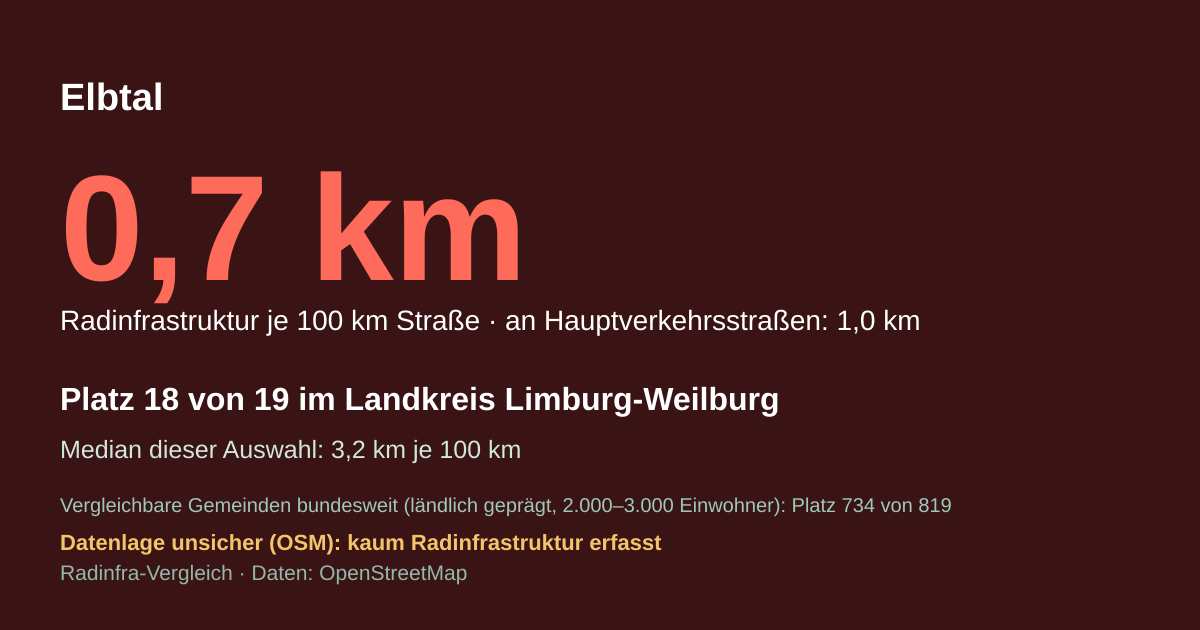 Elbtal
0,7 km
Radinfrastruktur je 100 km Straße · an Hauptverkehrsstraßen: 1,0 km
Platz 18 von 19 im Landkreis Limburg-Weilburg
Median dieser Auswahl: 3,2 km je 100 km
Vergleichbare Gemeinden bundesweit (ländlich geprägt, 2.000–3.000 Einwohner): Platz 734 von 819
Datenlage unsicher (OSM): kaum Radinfrastruktur erfasst
Radinfra-Vergleich · Daten: OpenStreetMap